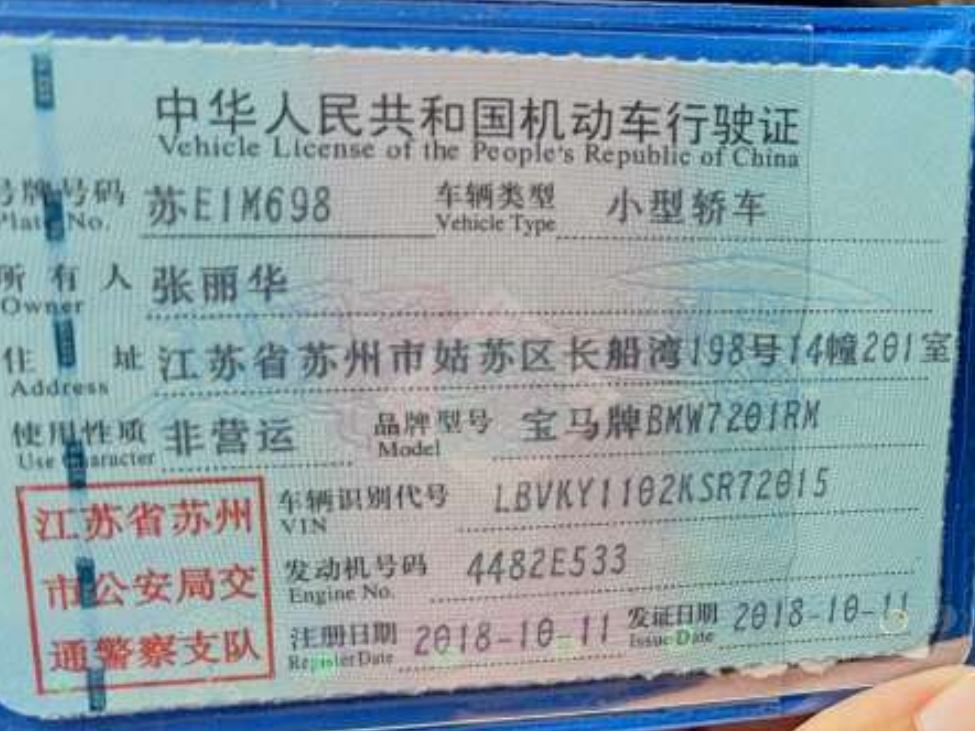 中华人民共和国机动车行驶证
Vehicle License of the People's Republic of China
号牌号码 苏E1M698 车辆类型 小型轿车
Plate No. Vehicle Type
所有人 张丽华
Owner
住址 江苏省苏州市姑苏区长船湾198号14幢201室
Address
使用性质 非营运 品牌型号 宝马牌BMW7201RM
Use Character Model
江苏省苏州 车辆识别代号 LBVKY1102KSR72015
VIN
市公安局交 发动机号码 4482E533
Engine No.
通警察支队 注册日期 2018-10-11 发证日期 2018-10-11
Register Date Issue Date